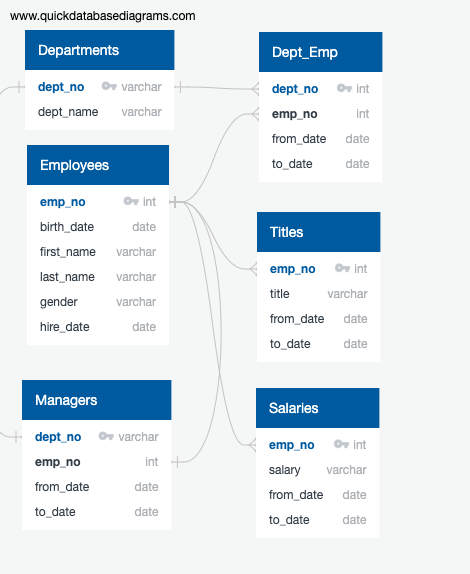 www.quickdatabasediagrams.com
Departments
dept_no varchar
dept_name varchar
Employees
emp_no int
birth_date date
first_name varchar
last_name varchar
gender varchar
hire_date date
Managers
dept_no varchar
emp_no int
from_date date
to_date date
Dept_Emp
dept_no int
emp_no int
from_date date
to_date date
Titles
emp_no int
title varchar
from_date date
to_date date
Salaries
emp_no int
salary varchar
from_date date
to_date date